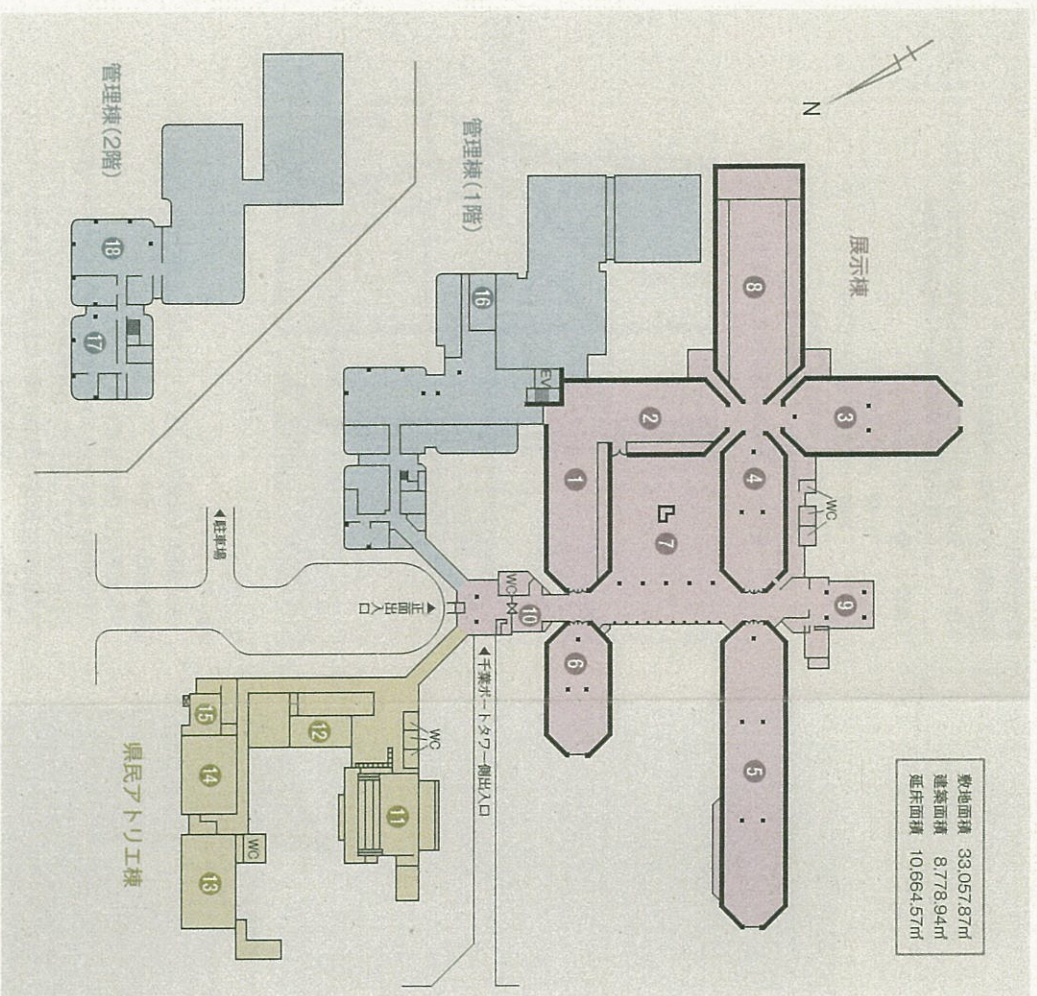 管理棟(2階)
管理棟(1階)
展示棟
N
8
3
2
4
1
7
WC
EV
16
18
17
9
WC
10
6
5
◀駐車場
▲正面出入口
◀千葉ポートタワー側出入口
15
14
13
12
11
WC
WC
県民アトリエ棟
敷地面積 33,057.87㎡
建築面積 8,778.94㎡
延床面積 10,664.57㎡